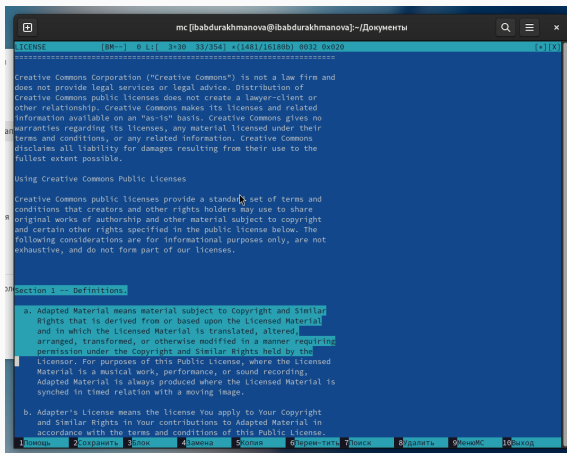 mc [ibabdurakhmanova@ibabdurakhmanova]:~/Документы
LICENSE [BM--] 0 L:[ 3+30 33/354] *(1481/16180b) 0032 0x020 [*][X]
=======================================================================
Creative Commons Corporation ("Creative Commons") is not a law firm and
does not provide legal services or legal advice. Distribution of
Creative Commons public licenses does not create a lawyer-client or
other relationship. Creative Commons makes its licenses and related
information available on an "as-is" basis. Creative Commons gives no
warranties regarding its licenses, any material licensed under their
terms and conditions, or any related information. Creative Commons
disclaims all liability for damages resulting from their use to the
fullest extent possible.
Using Creative Commons Public Licenses
Creative Commons public licenses provide a standard set of terms and
conditions that creators and other rights holders may use to share
original works of authorship and other material subject to copyright
and certain other rights specified in the public license below. The
following considerations are for informational purposes only, are not
exhaustive, and do not form part of our licenses.
Section 1 -- Definitions.
a. Adapted Material means material subject to Copyright and Similar
Rights that is derived from or based upon the Licensed Material
and in which the Licensed Material is translated, altered,
arranged, transformed, or otherwise modified in a manner requiring
permission under the Copyright and Similar Rights held by the
Licensor. For purposes of this Public License, where the Licensed
Material is a musical work, performance, or sound recording,
Adapted Material is always produced where the Licensed Material is
synched in timed relation with a moving image.
b. Adapter's License means the license You apply to Your Copyright
and Similar Rights in Your contributions to Adapted Material in
accordance with the terms and conditions of this Public License.
1Помощь 2Сохранить 3Блок 4Замена 5Копия 6Перем~тить 7Поиск 8Удалить 9МенюMC 10Выход